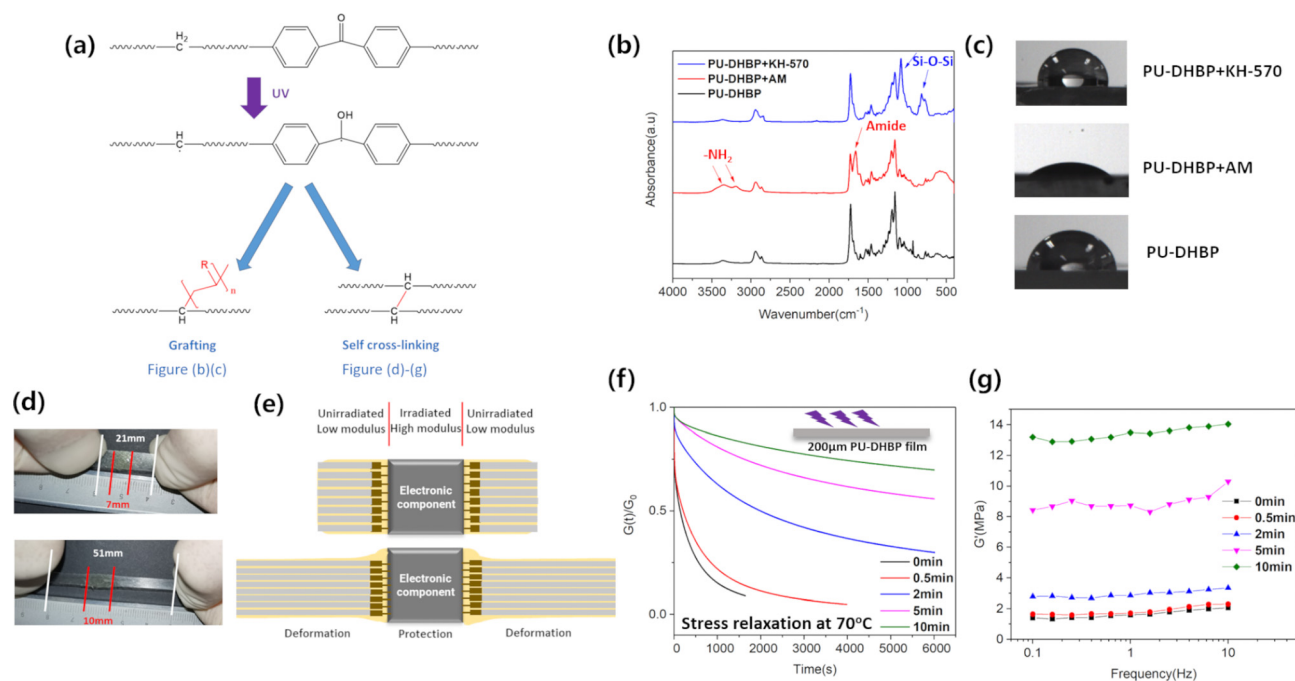 (a)
H2
C
O
UV
OH
C
H
R
n
C
H
C
H
C
H
Grafting
Self cross-linking
Figure (b)(c)
Figure (d)-(g)
(b)
PU-DHBP+KH-570
PU-DHBP+AM
PU-DHBP
Si-O-Si
Amide
-NH2
Absorbance(a.u)
4000 3500 3000 2500 2000 1500 1000 500
Wavenumber(cm-1)
(c)
PU-DHBP+KH-570
PU-DHBP+AM
PU-DHBP
(d)
21mm
7mm
51mm
10mm
(e)
Unirradiated Irradiated Unirradiated
Low modulus High modulus Low modulus
Electronic
component
Electronic
component
Deformation Protection Deformation
(f)
1.0
0.5
0.0
G(t)/G0
200μm PU-DHBP film
0min
0.5min
2min
5min
10min
Stress relaxation at 70°C
0 1000 2000 3000 4000 5000 6000
Time(s)
(g)
16
14
12
10
8
6
4
2
0
G'(MPa)
0min
0.5min
2min
5min
10min
0.1 1 10
Frequency(Hz)